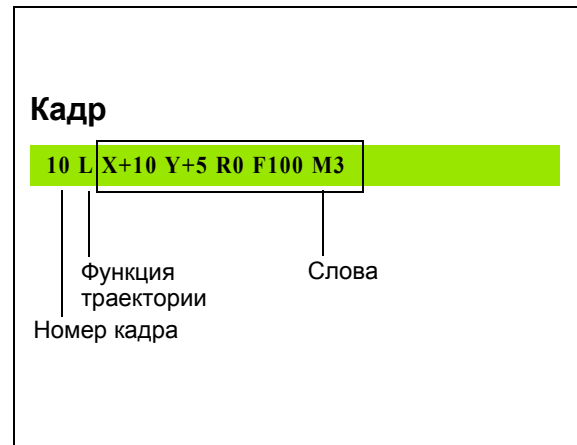 Кадр
10 L X+10 Y+5 R0 F100 M3
Функция
траектории
Слова
Номер кадра